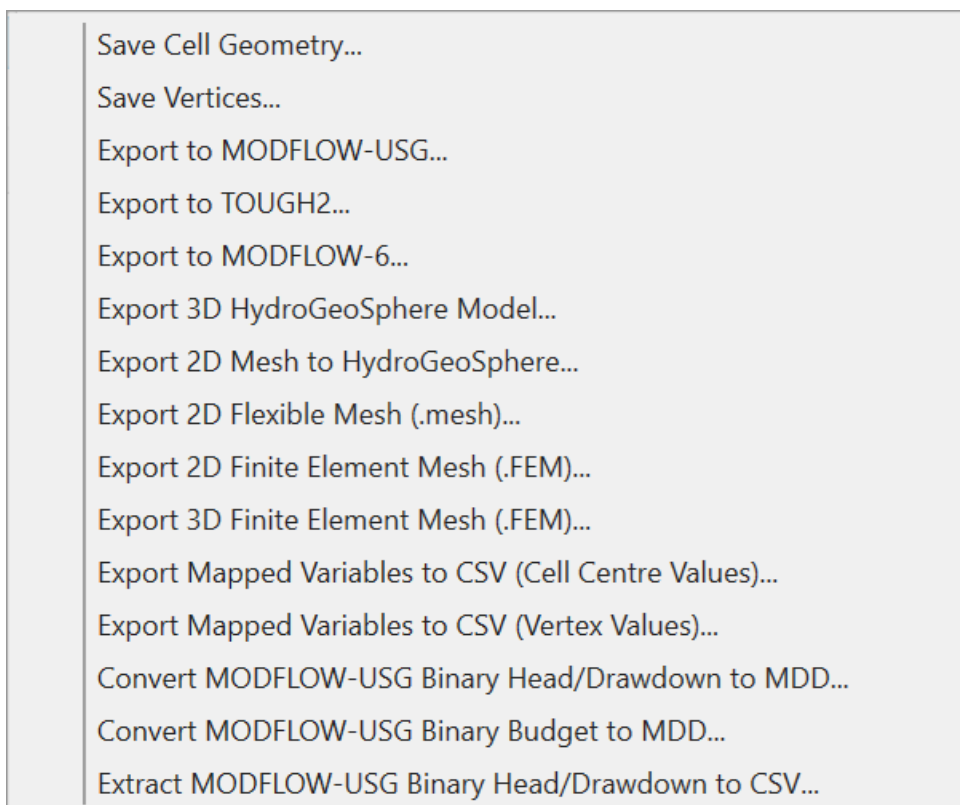 Save Cell Geometry...
Save Vertices...
Export to MODFLOW-USG...
Export to TOUGH2...
Export to MODFLOW-6...
Export 3D HydroGeoSphere Model...
Export 2D Mesh to HydroGeoSphere...
Export 2D Flexible Mesh (.mesh)...
Export 2D Finite Element Mesh (.FEM)...
Export 3D Finite Element Mesh (.FEM)...
Export Mapped Variables to CSV (Cell Centre Values)...
Export Mapped Variables to CSV (Vertex Values)...
Convert MODFLOW-USG Binary Head/Drawdown to MDD...
Convert MODFLOW-USG Binary Budget to MDD...
Extract MODFLOW-USG Binary Head/Drawdown to CSV...